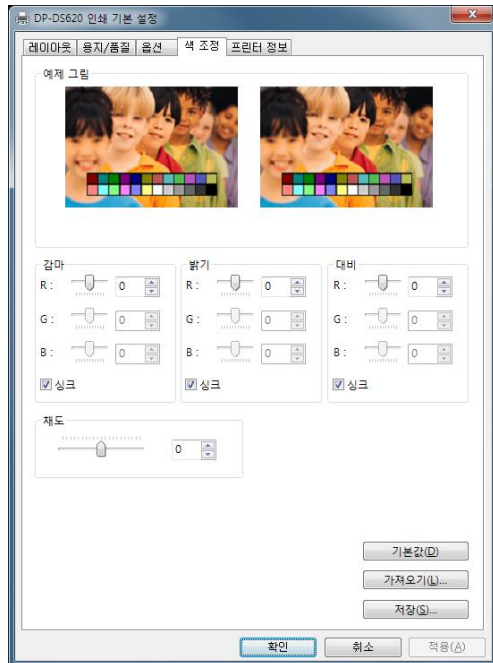 DP-DS620 인쇄 기본 설정
레이아웃 용지/품질 옵션 색 조정 프린터 정보
예제 그림
감마 밝기 대비
R : 0 R : 0 R : 0
G : 0 G : 0 G : 0
B : 0 B : 0 B : 0
싱크 싱크 싱크
채도
0
기본값(D)
가져오기(L)...
저장(S)...
확인 취소 적용(A)